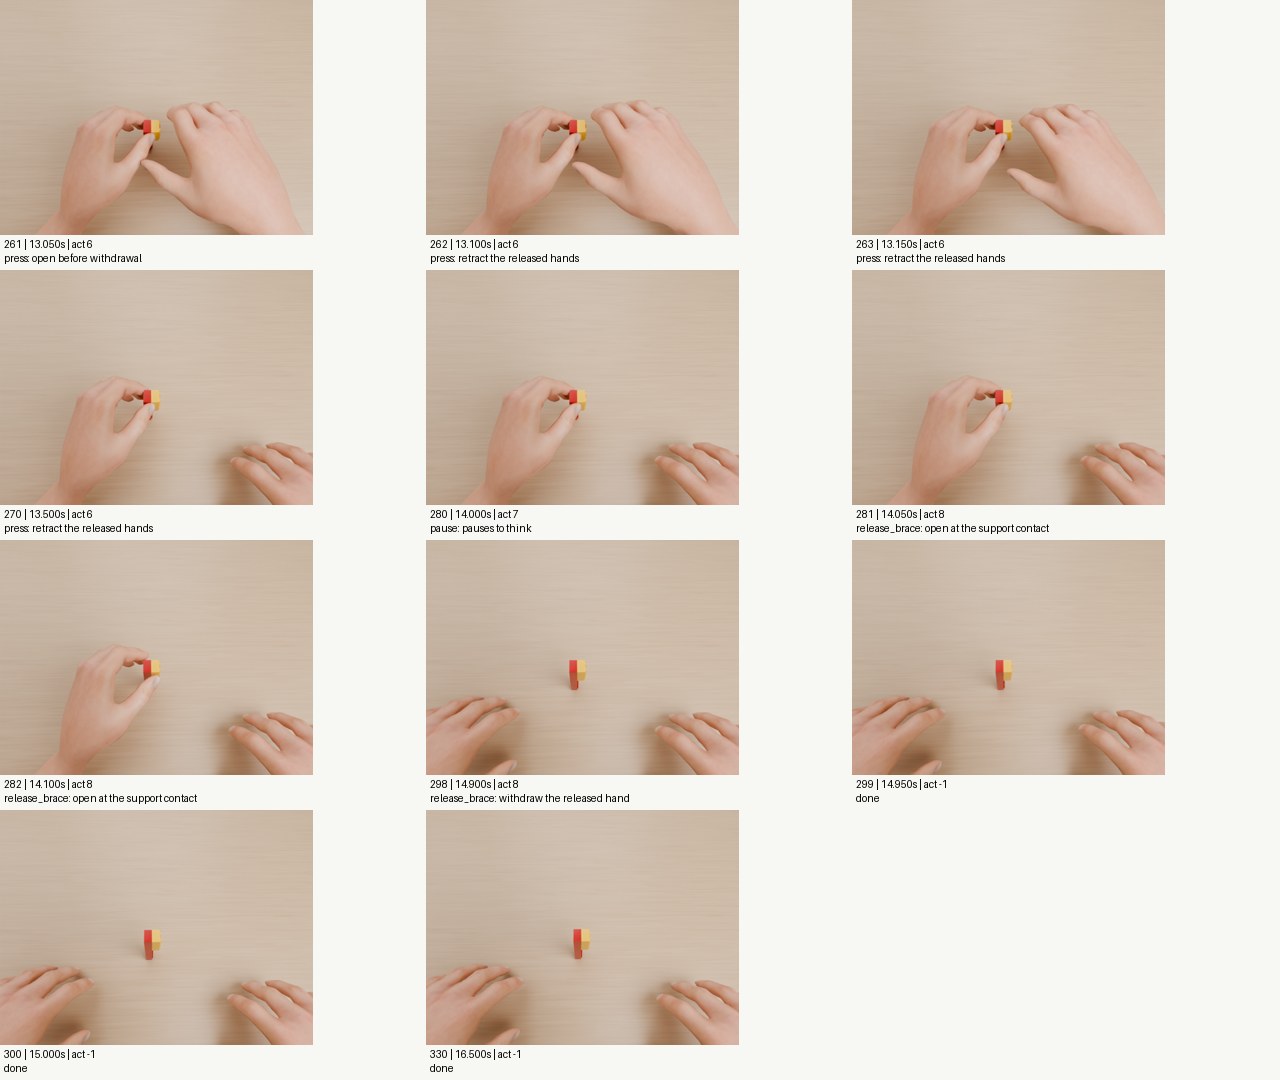 261 | 13.050s | act 6
press: open before withdrawal
262 | 13.100s | act 6
press: retract the released hands
263 | 13.150s | act 6
press: retract the released hands
270 | 13.500s | act 6
press: retract the released hands
280 | 14.000s | act 7
pause: pauses to think
281 | 14.050s | act 8
release_brace: open at the support contact
282 | 14.100s | act 8
release_brace: open at the support contact
298 | 14.900s | act 8
release_brace: withdraw the released hand
299 | 14.950s | act -1
done
300 | 15.000s | act -1
done
330 | 16.500s | act -1
done